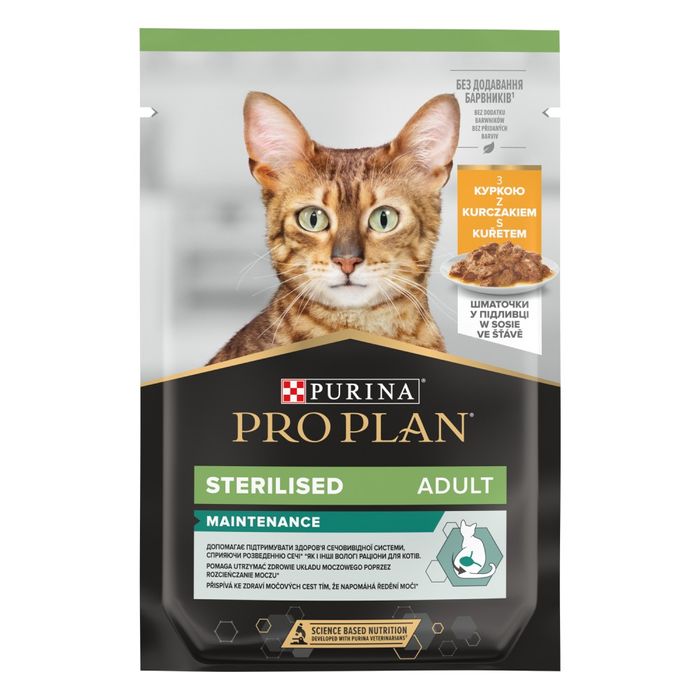 БЕЗ ДОДАВАННЯ
БАРВНИКІВ¹
BEZ DODATKU
BARWNIKÓW
BEZ PŘIDANÝCH
BARVIV
З
КУРКОЮ
Z
KURCZAKIEM
S
KUŘETEM
ШМАТОЧКИ
У ПІДЛИВЦІ
W SOSIE
VE ŠŤÁVĚ
PURINA®
PRO PLAN®
STERILISED ADULT
MAINTENANCE
ДОПОМАГАЄ ПІДТРИМУВАТИ ЗДОРОВ'Я СЕЧОВИВІДНОЇ СИСТЕМИ,
СПРИЯЮЧИ РОЗВЕДЕННЮ СЕЧІ* *ЯК І ІНШІ ВОЛОГІ РАЦІОНИ ДЛЯ КОТІВ.
POMAGA UTRZYMAĆ ZDROWIE UKŁADU MOCZOWEGO POPRZEZ
ROZCIEŃCZANIE MOCZU*
PŘISPÍVÁ KE ZDRAVÍ MOČOVÝCH CEST TÍM, ŽE NAPOMÁHÁ ŘEDĚNÍ MOČI*
SCIENCE BASED NUTRITION
DEVELOPED WITH PURINA VETERINARIANS*